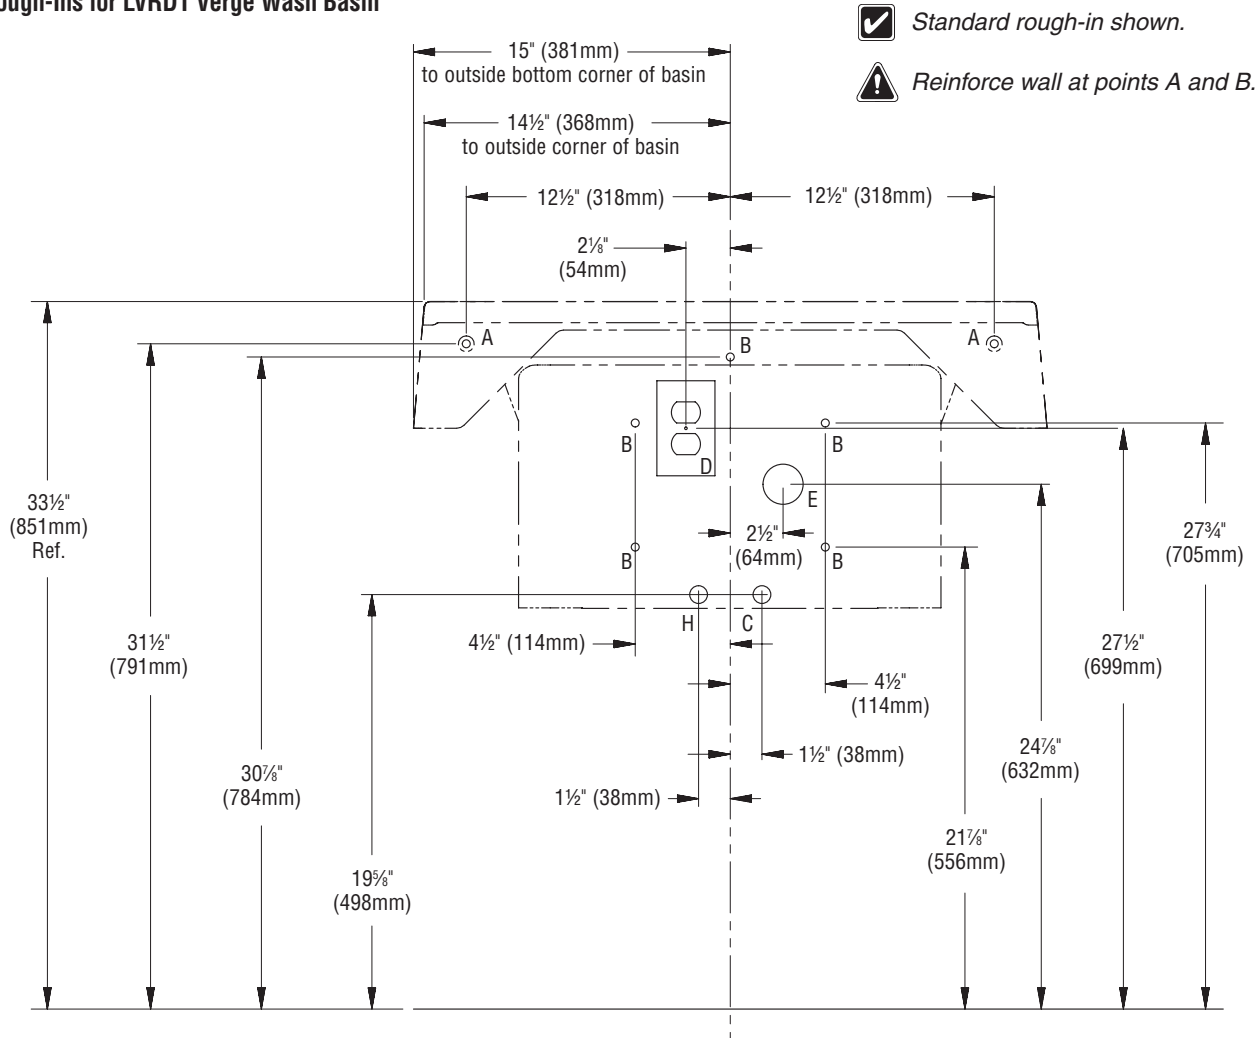 ough-ins for LVRD1 Verge Wash Basin
Standard rough-in shown.
Reinforce wall at points A and B.
15" (381mm)
to outside bottom corner of basin
14½" (368mm)
to outside corner of basin
12½" (318mm)
12½" (318mm)
2⅛"
(54mm)
A
B
A
B
D
B
E
33½"
(851mm)
Ref.
2½"
(64mm)
27¾"
(705mm)
B
B
H
C
31½"
(791mm)
4½" (114mm)
27½"
(699mm)
4½"
(114mm)
30⅞"
(784mm)
1½" (38mm)
24⅞"
(632mm)
1½" (38mm)
21⅞"
(556mm)
19⅝"
(498mm)